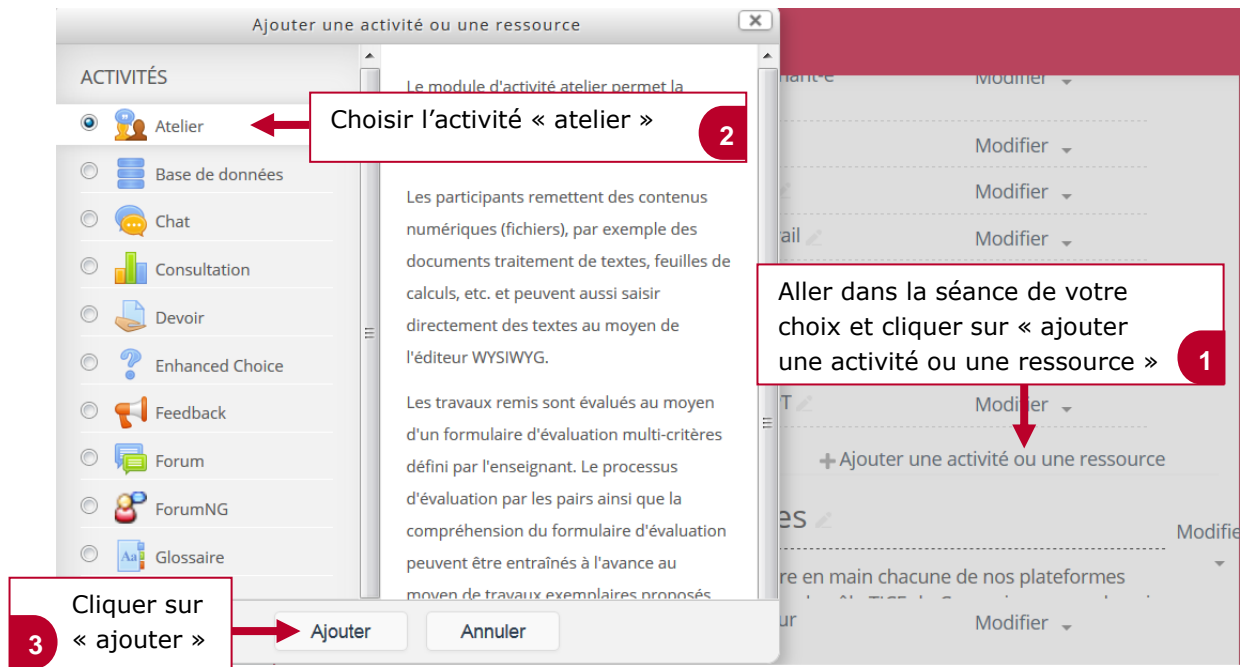 Ajouter une activité ou une ressource
ACTIVITÉS
Atelier
Base de données
Chat
Consultation
Devoir
Enhanced Choice
Feedback
Forum
ForumNG
Glossaire
Le module d'activité atelier permet la
Choisir l'activité « atelier »
2
Les participants remettent des contenus
numériques (fichiers), par exemple des
documents traitement de textes, feuilles de
calculs, etc. et peuvent aussi saisir
directement des textes au moyen de
l'éditeur WYSIWYG.
Les travaux remis sont évalués au moyen
d'un formulaire d'évaluation multi-critères
défini par l'enseignant. Le processus
d'évaluation par les pairs ainsi que la
compréhension du formulaire d'évaluation
peuvent être entraînés à l'avance au
moyen de travaux exemplaires proposés
Cliquer sur
« ajouter »
3
Ajouter
Annuler
Modifier
Modifier
Modifier
ail
Modifier
Aller dans la séance de votre
choix et cliquer sur « ajouter
une activité ou une ressource »
1
T
Modifier
Ajouter une activité ou une ressource
es
Modifie
re en main chacune de nos plateformes
ur
Modifier